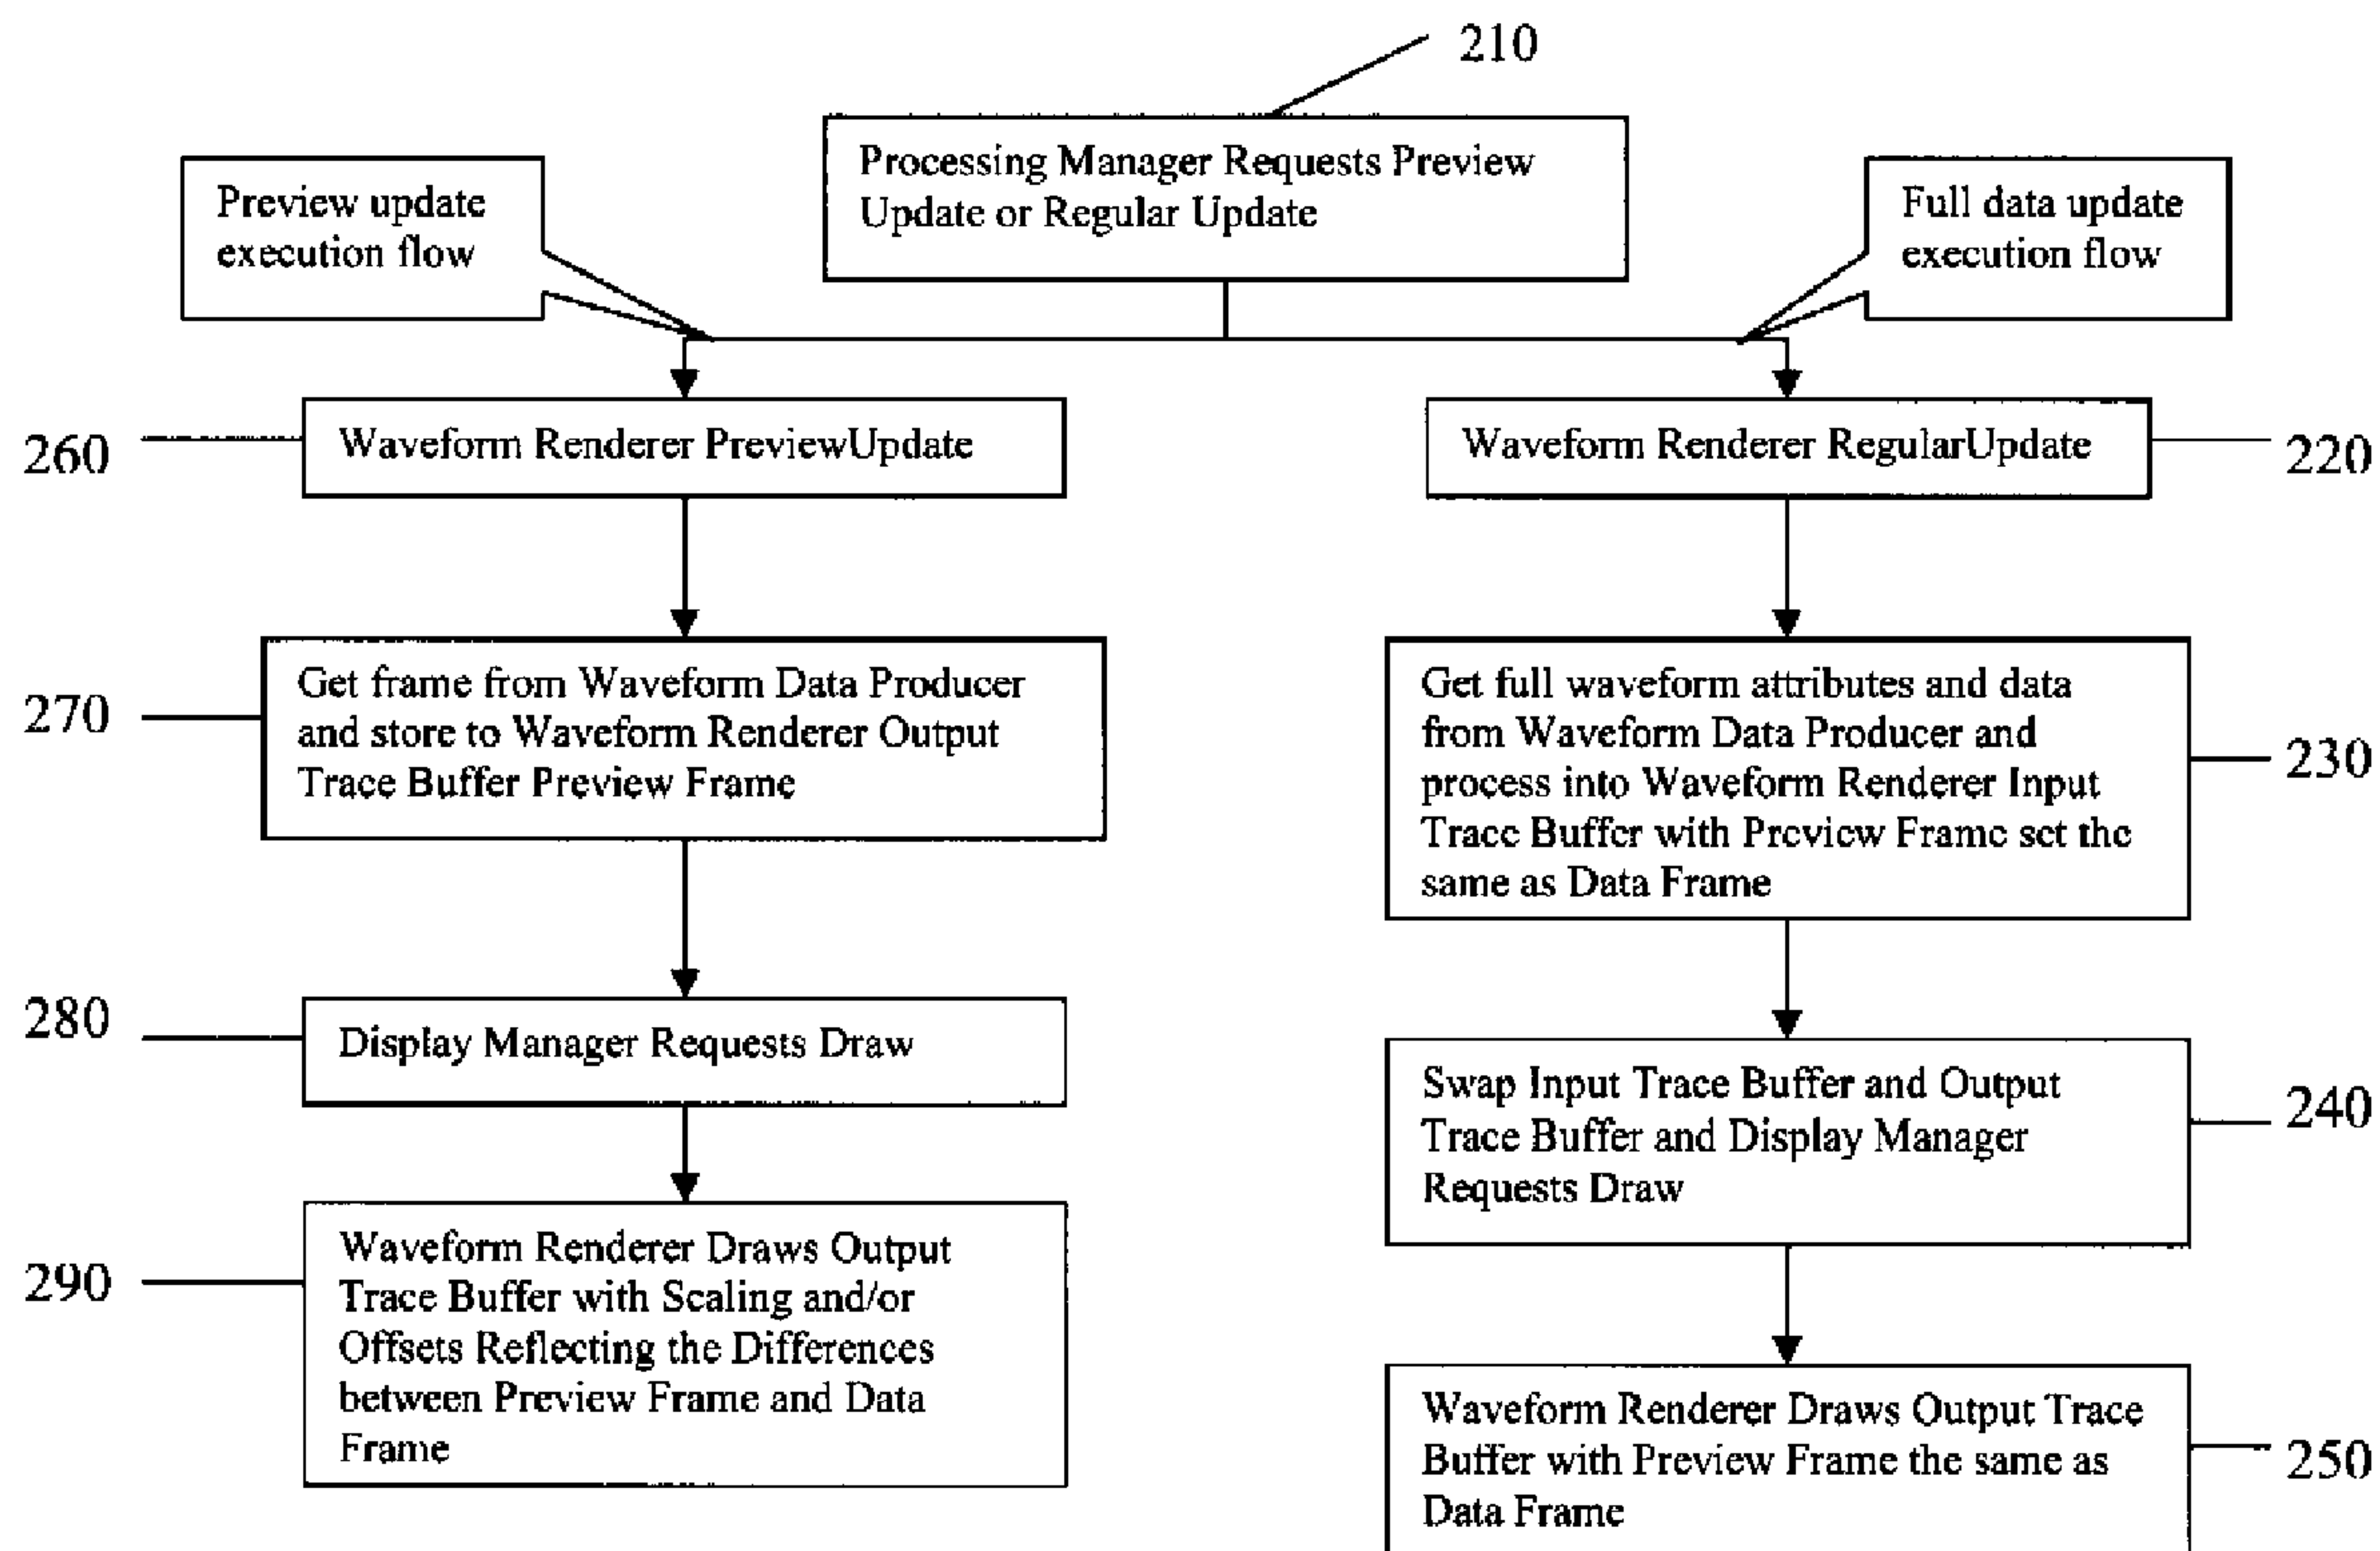 210
Processing Manager Requests Preview
Update or Regular Update
Preview update
execution flow
Full data update
execution flow
260
Waveform Renderer PreviewUpdate
Waveform Renderer RegularUpdate
220
270
Get frame from Waveform Data Producer
and store to Waveform Renderer Output
Trace Buffer Preview Frame
Get full waveform attributes and data
from Waveform Data Producer and
process into Waveform Renderer Input
Trace Buffer with Preview Frame set the
same as Data Frame
230
280
Display Manager Requests Draw
Swap Input Trace Buffer and Output
Trace Buffer and Display Manager
Requests Draw
240
290
Waveform Renderer Draws Output
Trace Buffer with Scaling and/or
Offsets Reflecting the Differences
between Preview Frame and Data
Frame
Waveform Renderer Draws Output Trace
Buffer with Preview Frame the same as
Data Frame
250